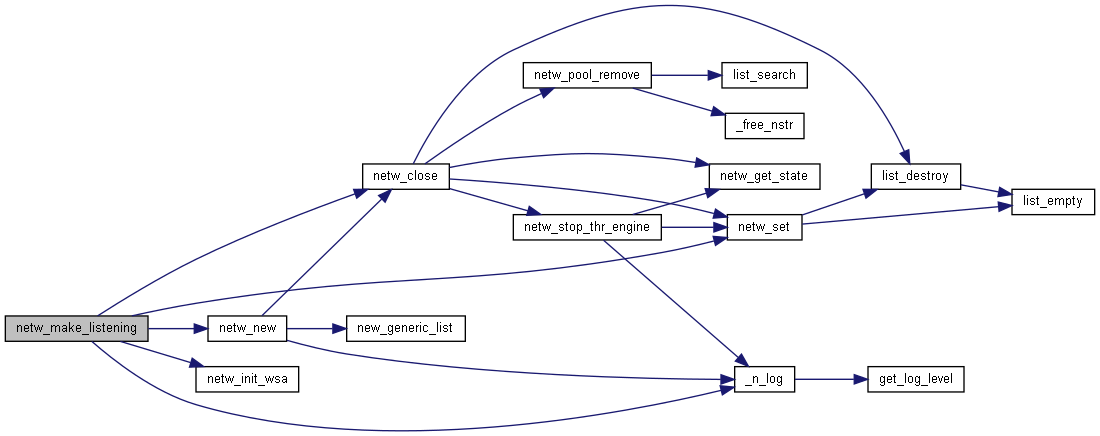 netw_pool_remove
list_search
_free_nstr
netw_close
netw_get_state
list_destroy
list_empty
netw_stop_thr_engine
netw_set
netw_make_listening
netw_new
new_generic_list
netw_init_wsa
_n_log
get_log_level